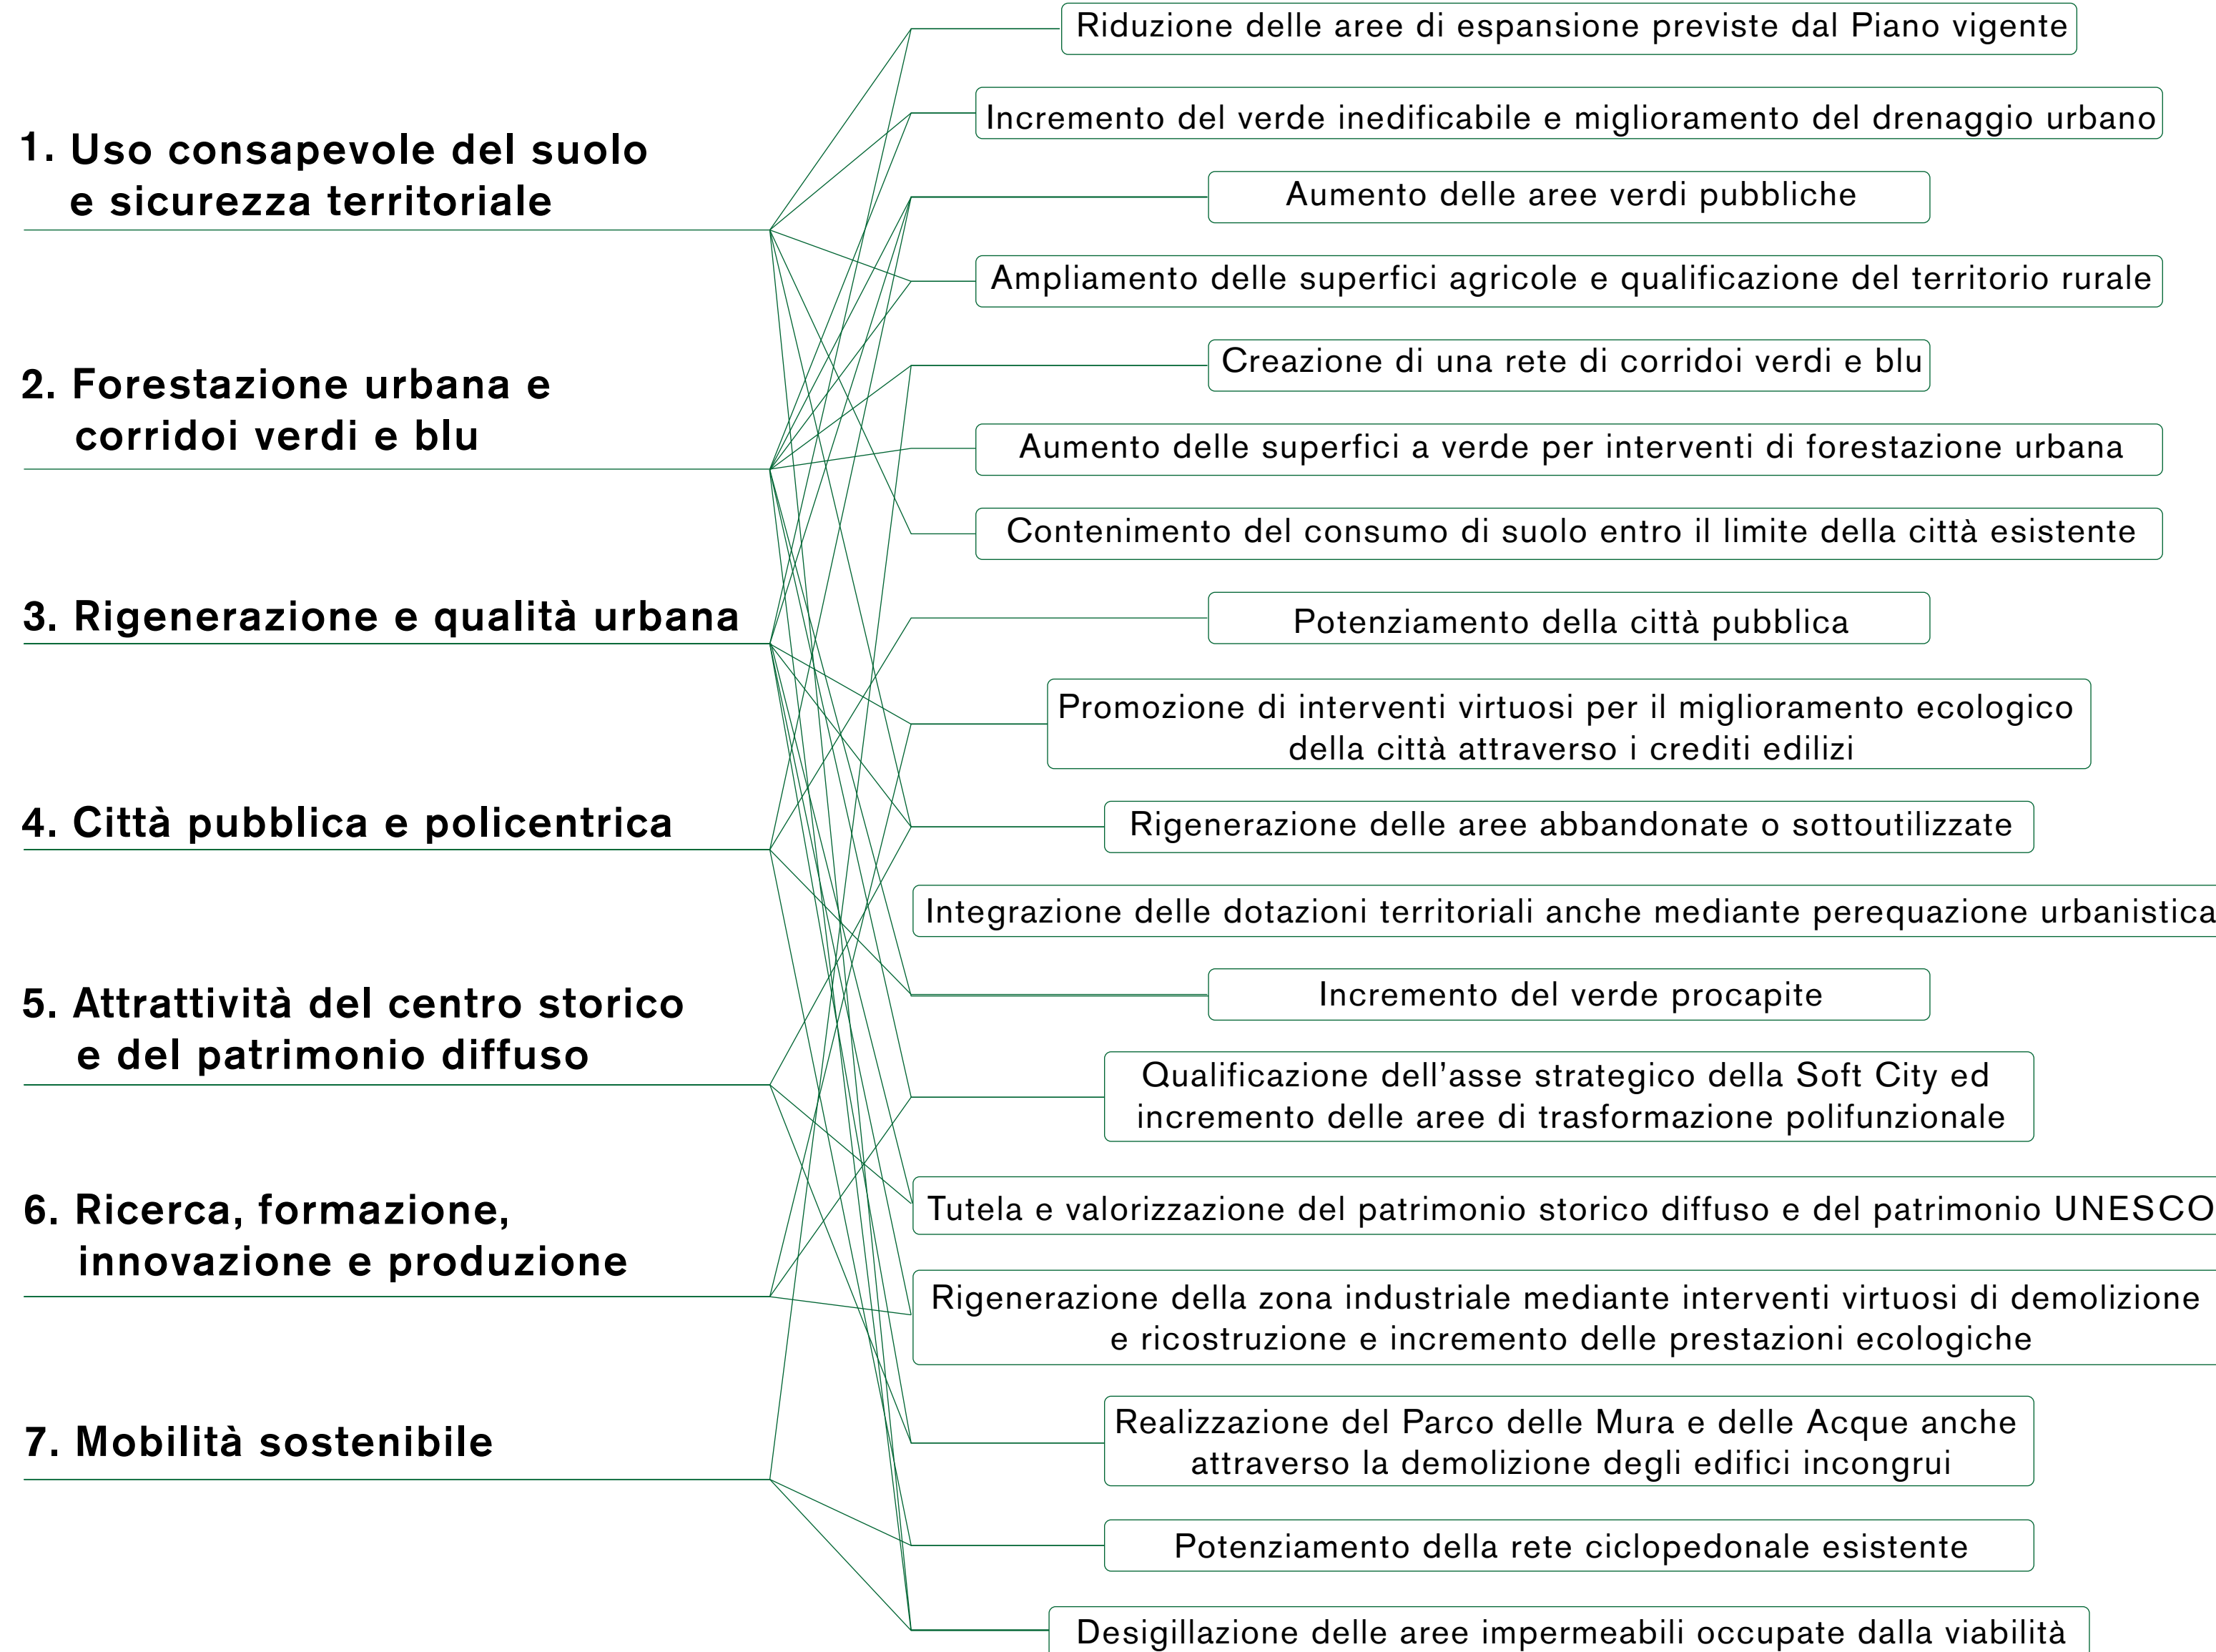 1. Uso consapevole del suolo
e sicurezza territoriale
2. Forestazione urbana e
corridoi verdi e blu
3. Rigenerazione e qualità urbana
4. Città pubblica e policentrica
5. Attrattività del centro storico
e del patrimonio diffuso
6. Ricerca, formazione,
innovazione e produzione
7. Mobilità sostenibile
Riduzione delle aree di espansione previste dal Piano vigente
Incremento del verde inedificabile e miglioramento del drenaggio urbano
Aumento delle aree verdi pubbliche
Ampliamento delle superfici agricole e qualificazione del territorio rurale
Creazione di una rete di corridoi verdi e blu
Aumento delle superfici a verde per interventi di forestazione urbana
Contenimento del consumo di suolo entro il limite della città esistente
Potenziamento della città pubblica
Promozione di interventi virtuosi per il miglioramento ecologico
della città attraverso i crediti edilizi
Rigenerazione delle aree abbandonate o sottoutilizzate
Integrazione delle dotazioni territoriali anche mediante perequazione urbanistica
Incremento del verde procapite
Qualificazione dell'asse strategico della Soft City ed
incremento delle aree di trasformazione polifunzionale
Tutela e valorizzazione del patrimonio storico diffuso e del patrimonio UNESCO
Rigenerazione della zona industriale mediante interventi virtuosi di demolizione
e ricostruzione e incremento delle prestazioni ecologiche
Realizzazione del Parco delle Mura e delle Acque anche
attraverso la demolizione degli edifici incongrui
Potenziamento della rete ciclopedonale esistente
Desigillazione delle aree impermeabili occupate dalla viabilità